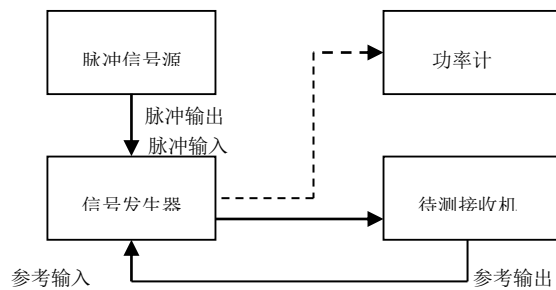 脉冲信号源
功率计
脉冲输出
脉冲输入
信号发生器
待测接收机
参考输入
参考输出